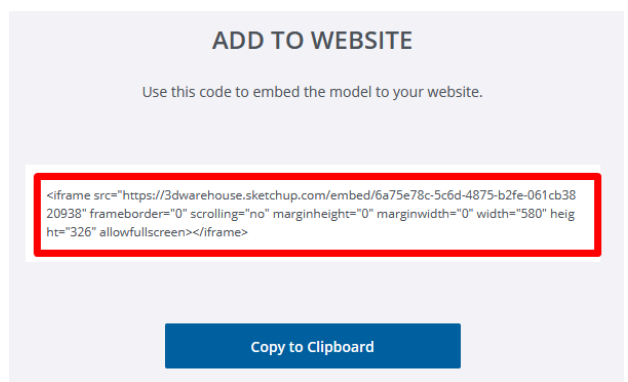 ADD TO WEBSITE
Use this code to embed the model to your website.
<iframe src="https://3dwarehouse.sketchup.com/embed/6a75e78c-5c6d-4875-b2fe-061cb38
20938" frameborder="0" scrolling="no" marginheight="0" marginwidth="0" width="580" heig
ht="326" allowfullscreen></iframe>
Copy to Clipboard